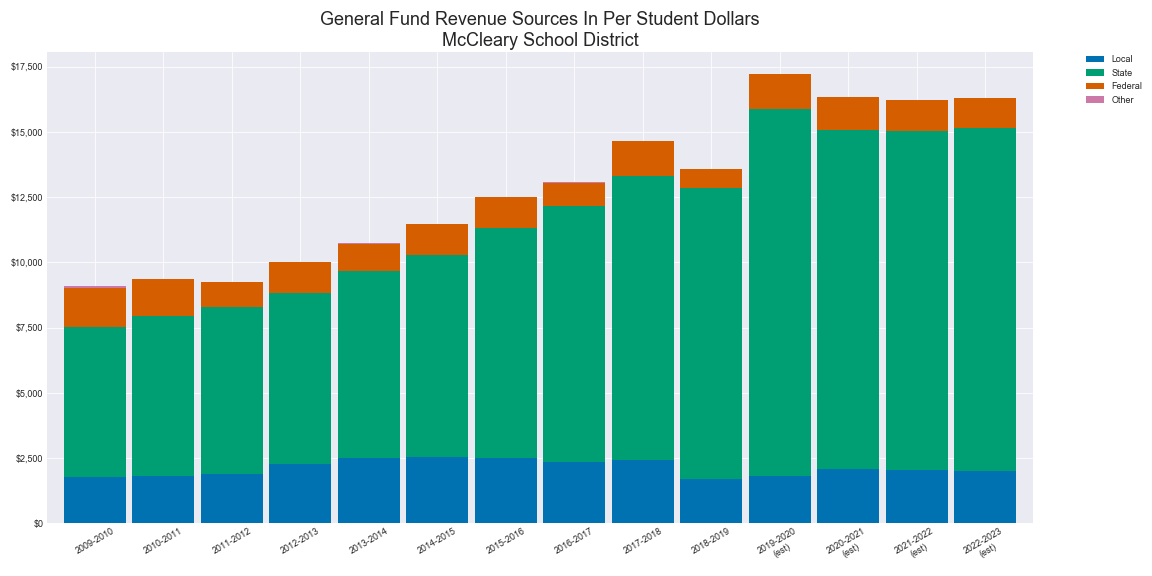 General Fund Revenue Sources In Per Student Dollars
McCleary School District
Local
State
Federal
Other
$17,500
$15,000
$12,500
$10,000
$7,500
$5,000
$2,500
$0
2009-2010
2010-2011
2011-2012
2012-2013
2013-2014
2014-2015
2015-2016
2016-2017
2017-2018
2018-2019
2019-2020
(est)
2020-2021
(est)
2021-2022
(est)
2022-2023
(est)